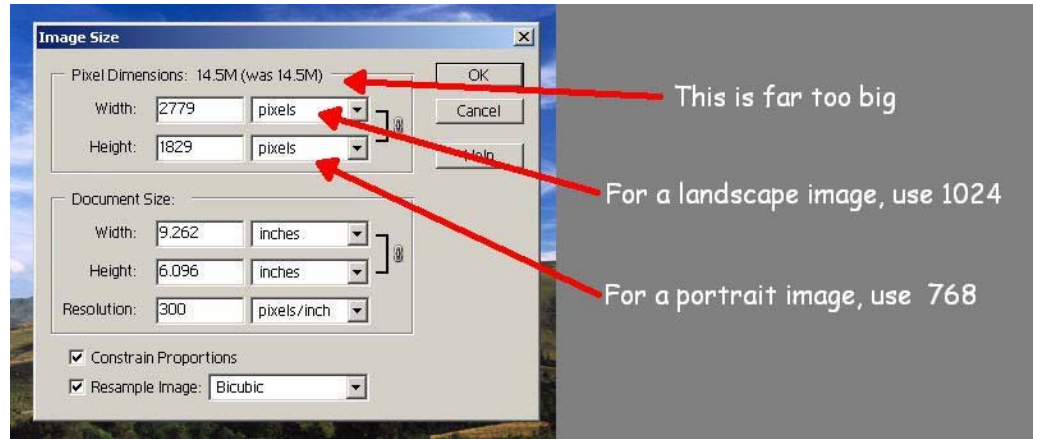 Image Size
Pixel Dimensions: 14.5M (was 14.5M)
OK
This is far too big
Width: 2779 pixels
Cancel
Height: 1829 pixels
Help
For a landscape image, use 1024
Document Size:
Width: 9.262 inches
Height: 6.096 inches
For a portrait image, use 768
Resolution: 300 pixels/inch
Constrain Proportions
Resample Image: Bicubic